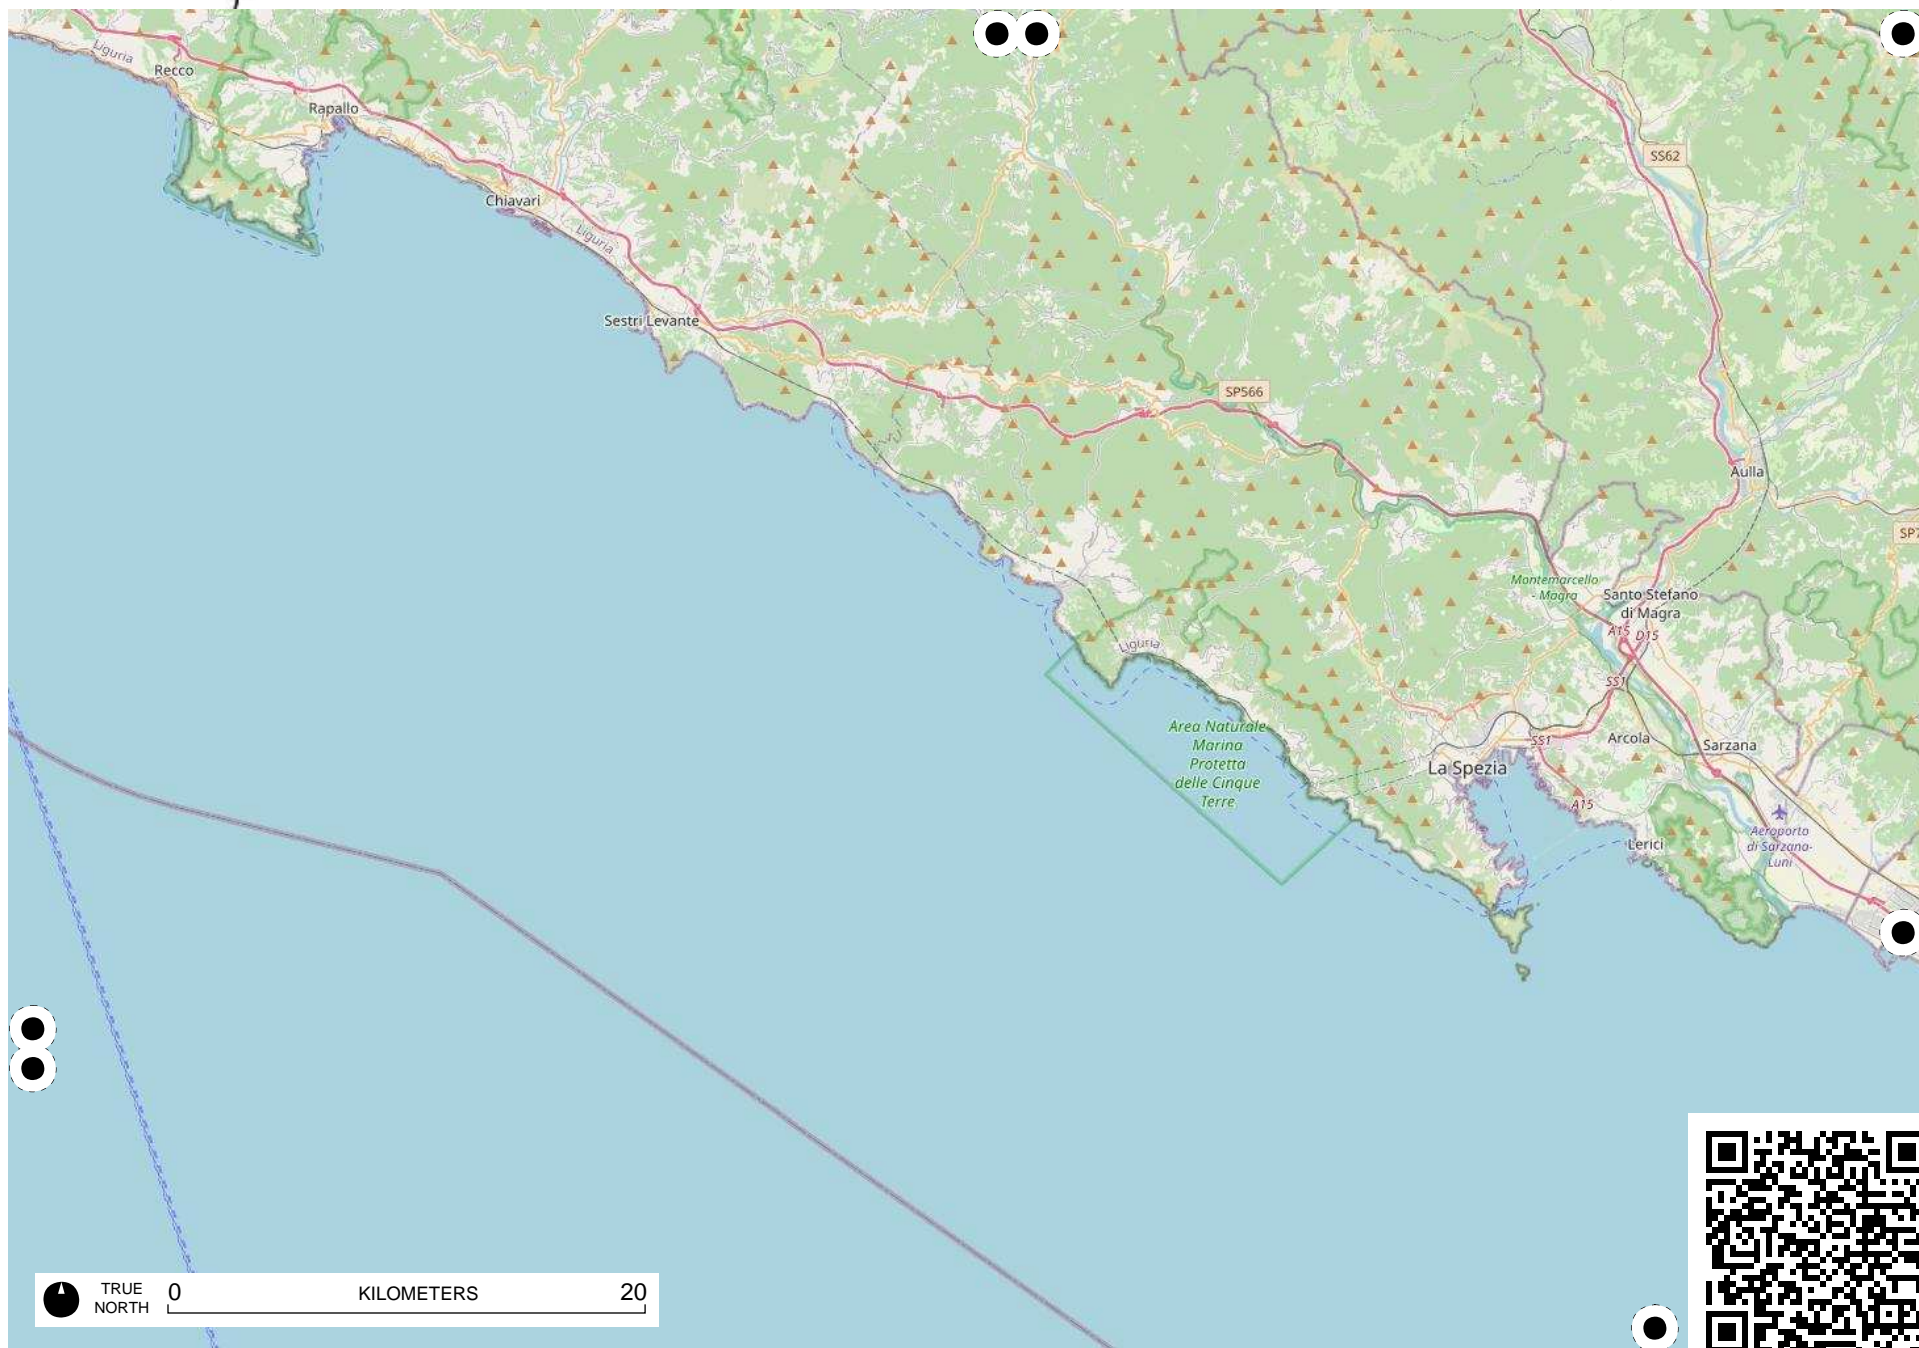 Liguria
Recco
Rapallo
Chiavari
Liguria
Sestri Levante
SS62
SP566
Aulla
SP7
Montemarcello
- Magra
Santo Stefano
di Magra
A15 D15
SS1
Liguria
Area Naturale
Marina
Protetta
delle Cinque
Terre
SS1
Arcola
Sarzana
La Spezia
A15
Lerici
Aeroporto
di Sarzana-
Luni
TRUE
NORTH
0 KILOMETERS 20